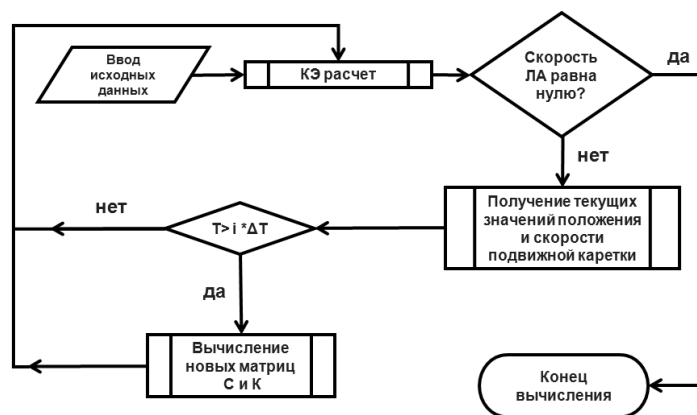 Ввод
исходных
данных
КЭ расчет
Скорость
ЛА равна
нулю?
да
нет
Получение текущих
значений положения
и скорости
подвижной каретки
T> i *ΔT
нет
да
Вычисление
новых матриц
С и К
Конец
вычисления